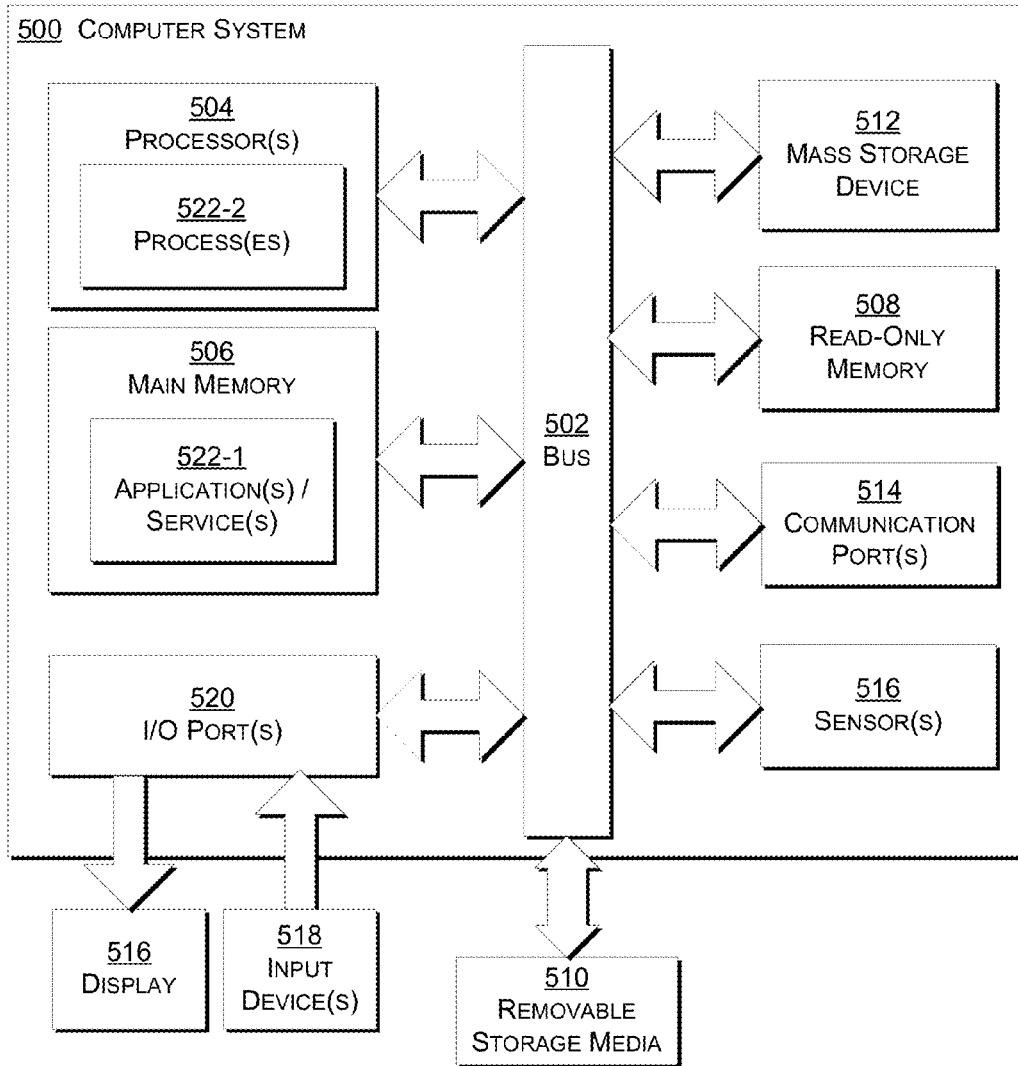 500 COMPUTER SYSTEM
504
PROCESSOR(S)
522-2
PROCESS(ES)
506
MAIN MEMORY
522-1
APPLICATION(S) /
SERVICE(S)
520
I/O PORT(S)
502
BUS
512
MASS STORAGE
DEVICE
508
READ-ONLY
MEMORY
514
COMMUNICATION
PORT(S)
516
SENSOR(S)
516
DISPLAY
518
INPUT
DEVICE(S)
510
REMOVABLE
STORAGE MEDIA